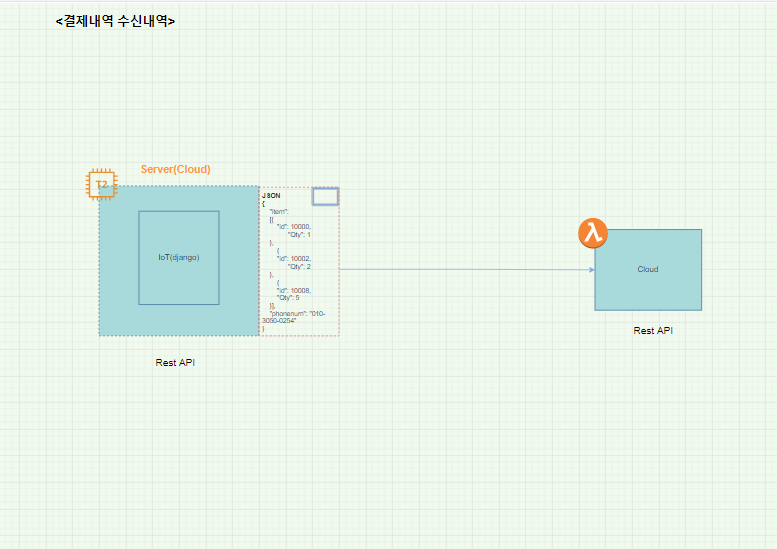 <결제내역 수신내역>
Server(Cloud)
T2
IoT(django)
Rest API
JSON
{
"item":
[{
"id": 10000,
"Qty": 1
},
{
"id": 10002,
"Qty": 2
},
{
"id": 10008,
"Qty": 5
}],
"phonenum": "010-
3050-0254"
}
λ
Cloud
Rest API